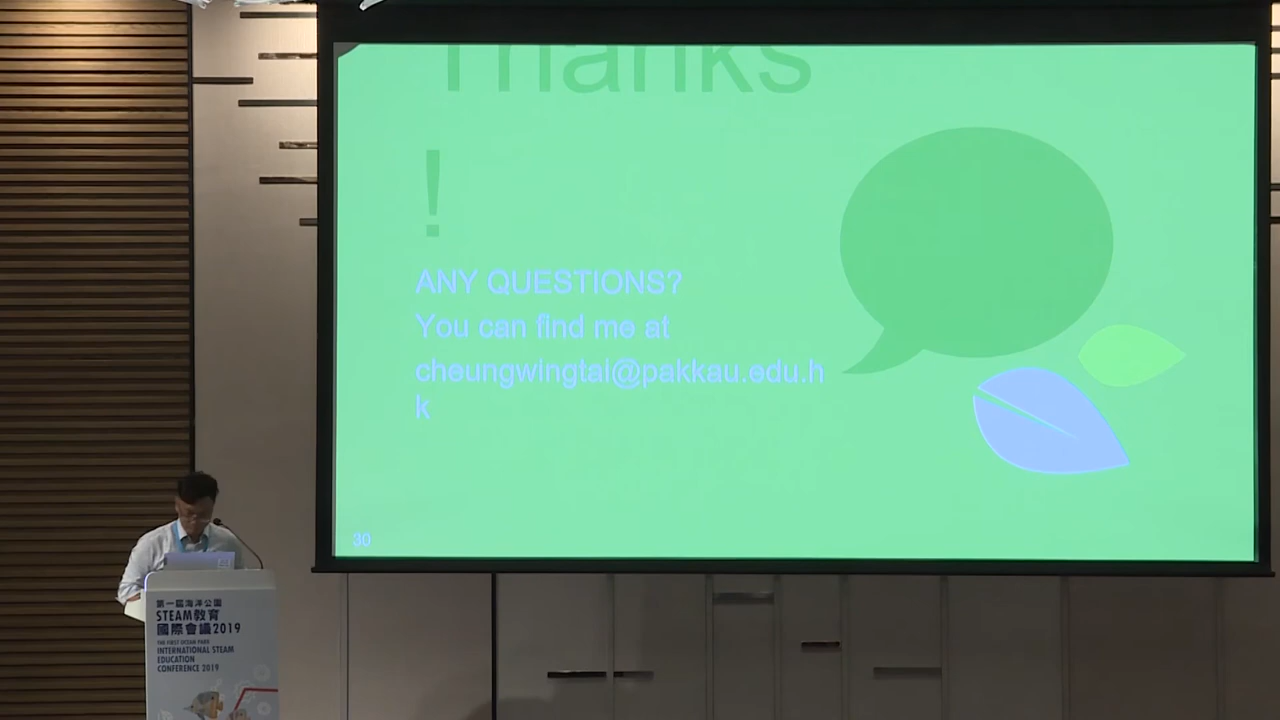 Thanks
!
ANY QUESTIONS?
You can find me at
cheungwingtai@pakkau.edu.h
k
30
第一屆海洋公園
STEAM教育
國際會議2019
THE FIRST OCEAN PARK
INTERNATIONAL STEAM
EDUCATION
CONFERENCE 2019